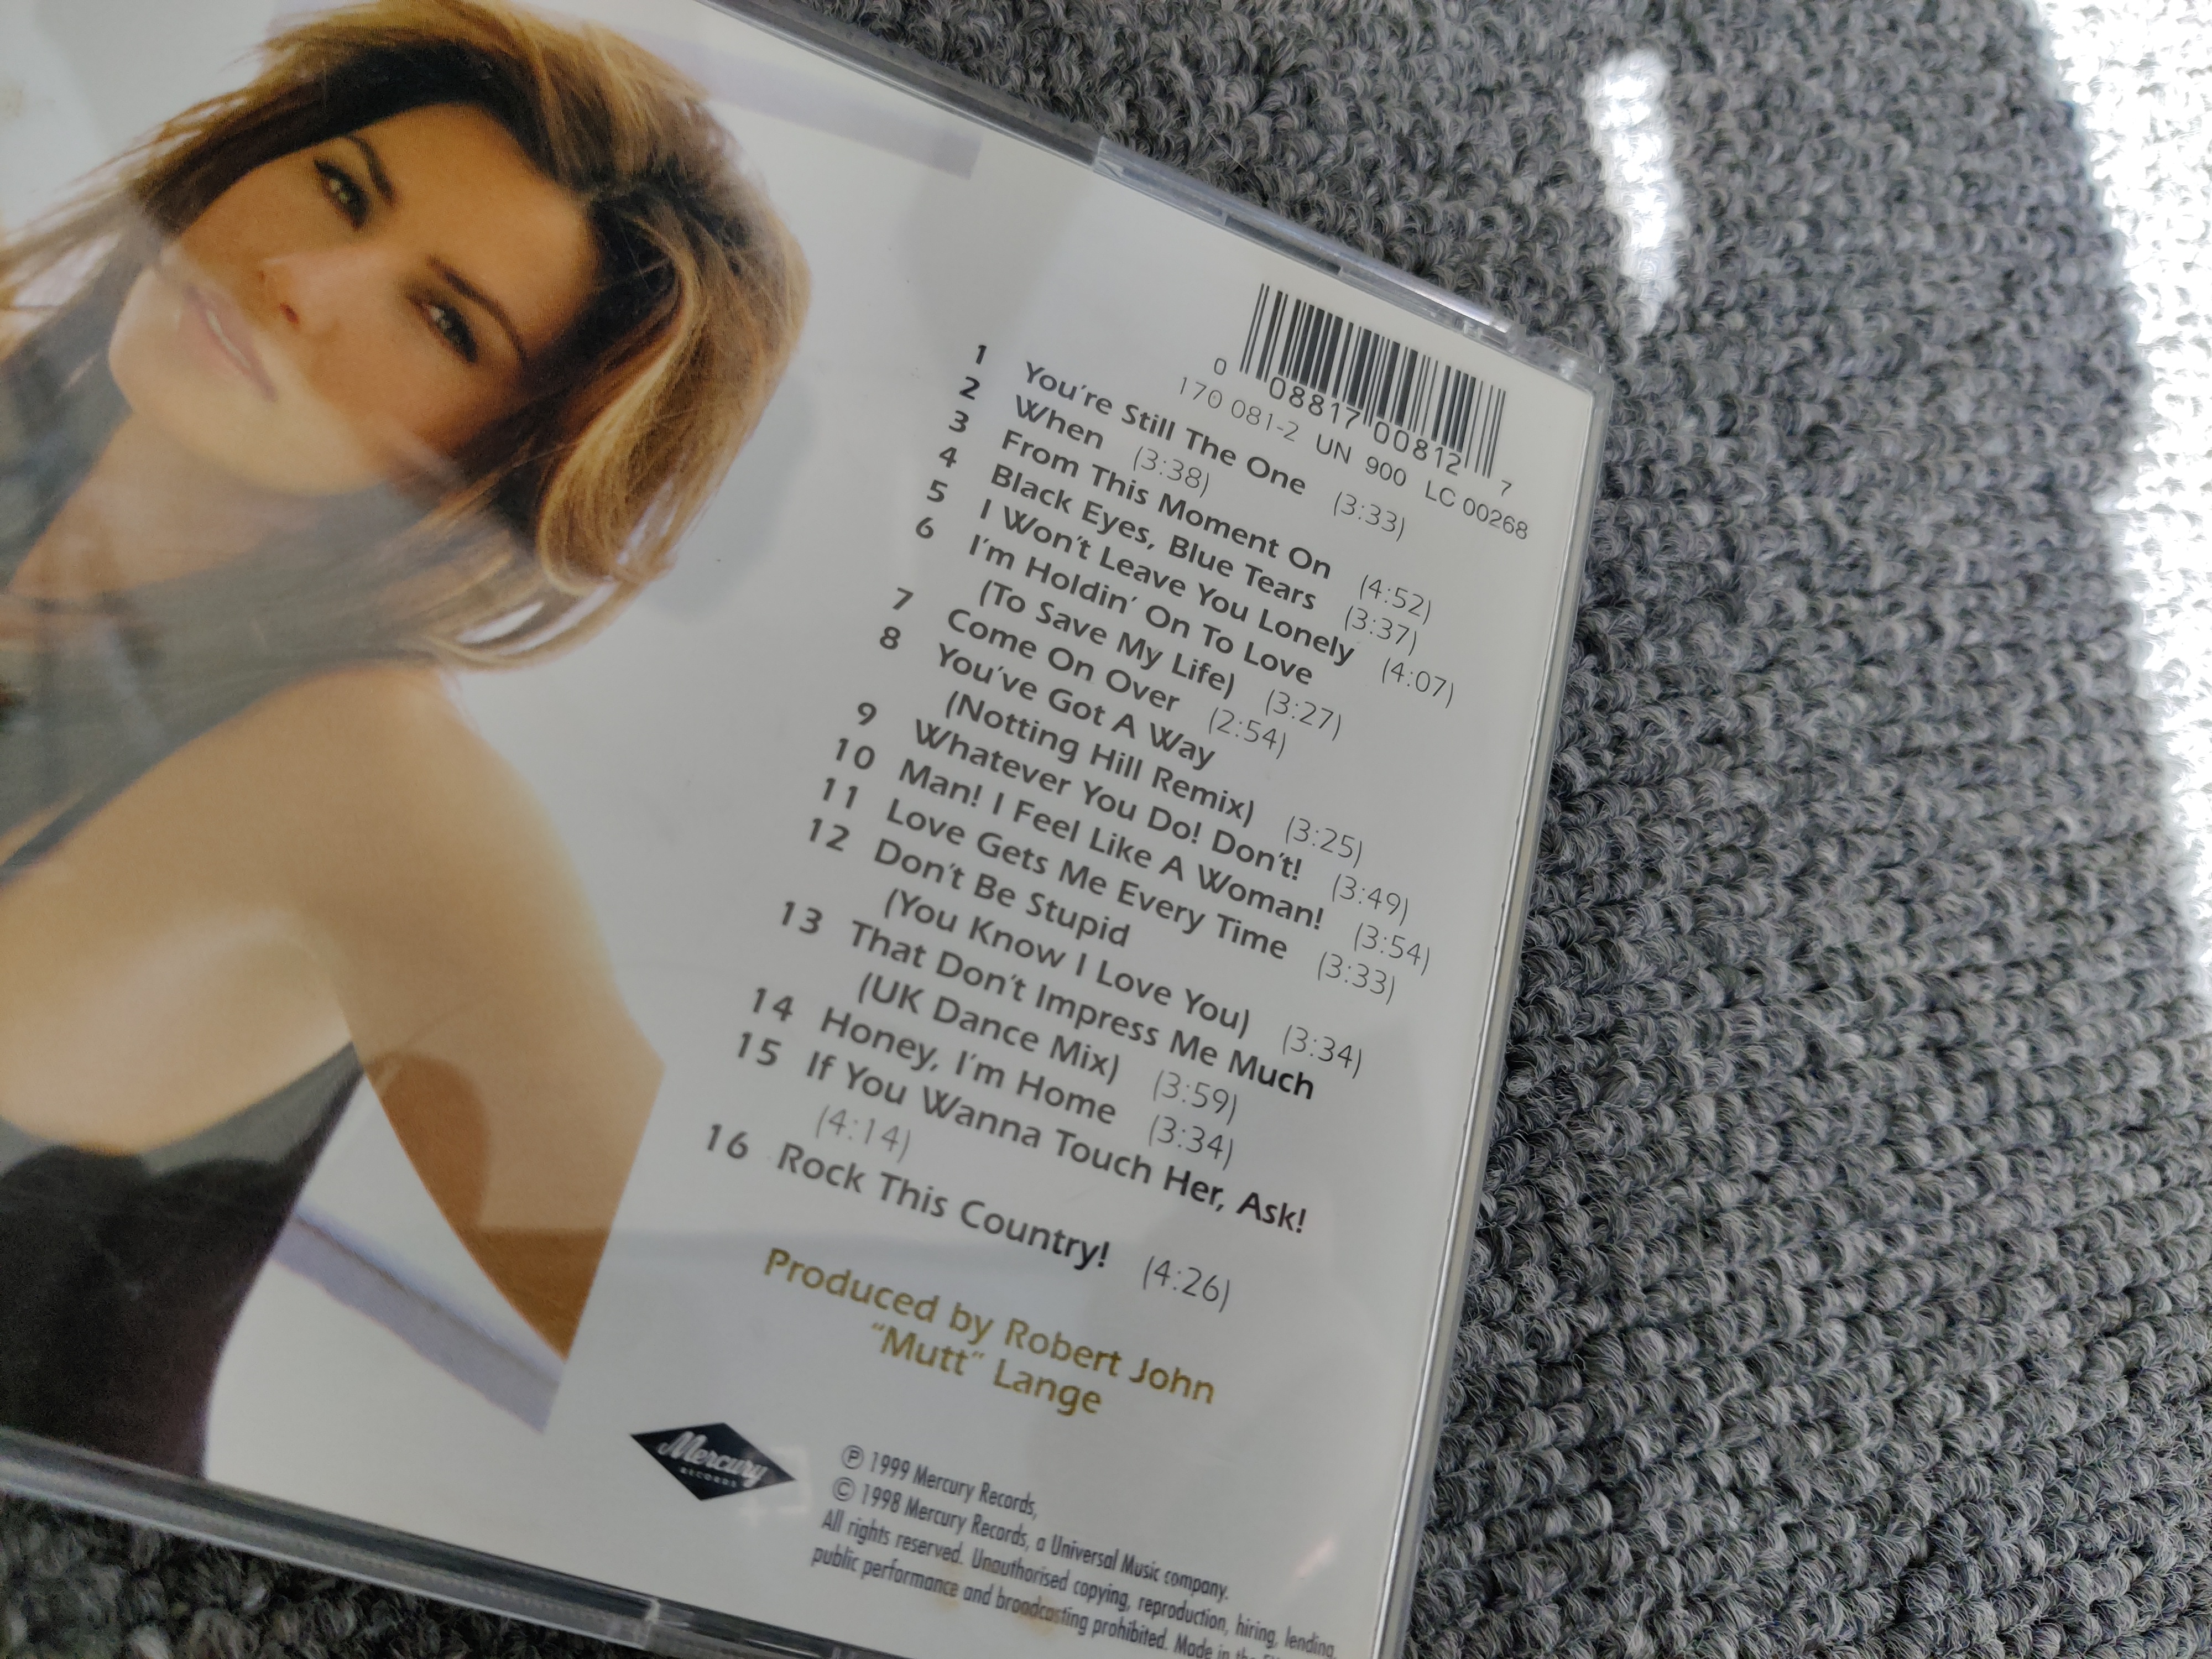 0 08817 00812 7
170 081-2 UN 900 LC 00268
1 You're Still The One (3:33)
2 When (3:38)
3 From This Moment On (4:52)
4 Black Eyes, Blue Tears (3:37)
5 I Won't Leave You Lonely (4:07)
6 I'm Holdin' On To Love
(To Save My Life) (3:27)
7 Come On Over (2:54)
8 You've Got A Way
(Notting Hill Remix) (3:25)
9 Whatever You Do! Don't! (3:49)
10 Man! I Feel Like A Woman! (3:54)
11 Love Gets Me Every Time (3:33)
12 Don't Be Stupid
(You Know I Love You) (3:34)
13 That Don't Impress Me Much
(UK Dance Mix) (3:59)
14 Honey, I'm Home (3:34)
15 If You Wanna Touch Her, Ask!
(4:14)
16 Rock This Country! (4:26)
Produced by Robert John
"Mutt" Lange
Mercury
RECORDS
℗ 1999 Mercury Records,
© 1998 Mercury Records, a Universal Music company.
All rights reserved. Unauthorised copying, reproduction, hiring, lending,
public performance and broadcasting prohibited. Made in the